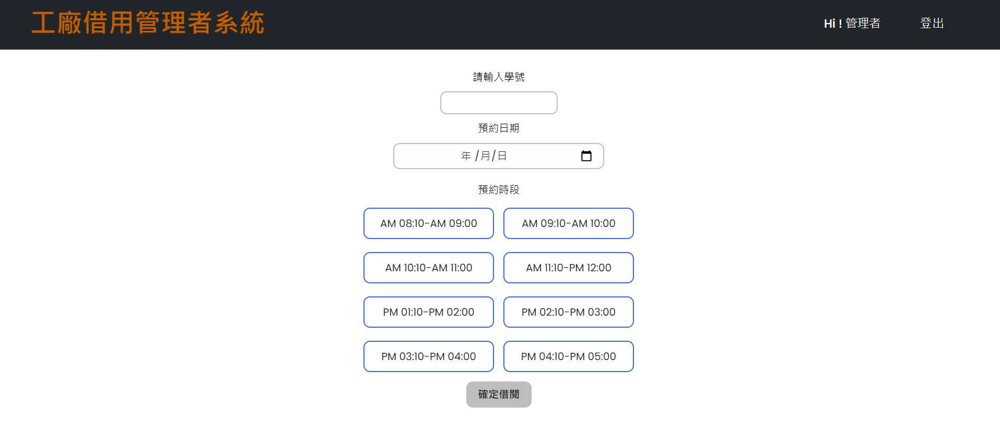 工廠借用管理者系統
Hi ! 管理者
登出
請輸入學號
預約日期
年 /月/日
預約時段
AM 08:10-AM 09:00
AM 09:10-AM 10:00
AM 10:10-AM 11:00
AM 11:10-PM 12:00
PM 01:10-PM 02:00
PM 02:10-PM 03:00
PM 03:10-PM 04:00
PM 04:10-PM 05:00
確定借閱